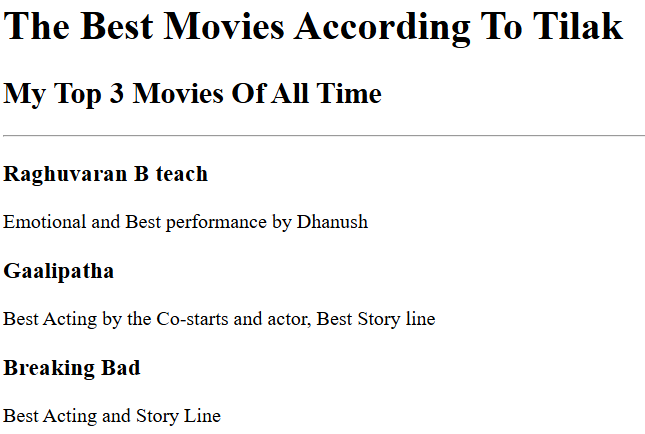 The Best Movies According To Tilak
My Top 3 Movies Of All Time
Raghuvaran B teach
Emotional and Best performance by Dhanush
Gaalipatha
Best Acting by the Co-starts and actor, Best Story line
Breaking Bad
Best Acting and Story Line